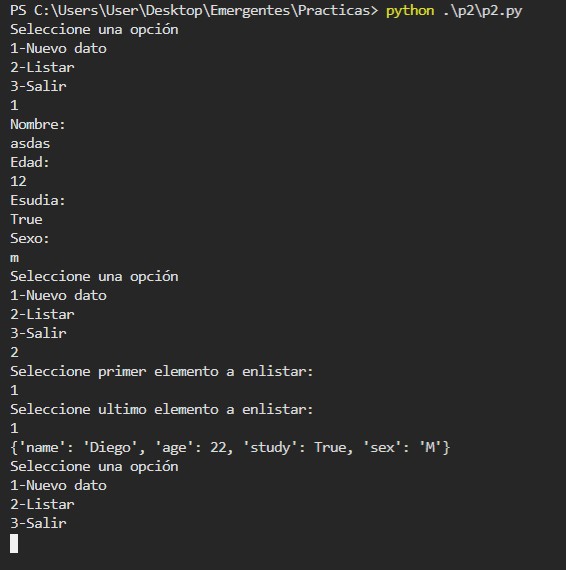 PS C:\Users\User\Desktop\Emergentes\Practicas> python .\p2\p2.py
Seleccione una opción
1-Nuevo dato
2-Listar
3-Salir
1
Nombre:
asdas
Edad:
12
Esudia:
True
Sexo:
m
Seleccione una opción
1-Nuevo dato
2-Listar
3-Salir
2
Seleccione primer elemento a enlistar:
1
Seleccione ultimo elemento a enlistar:
1
{'name': 'Diego', 'age': 22, 'study': True, 'sex': 'M'}
Seleccione una opción
1-Nuevo dato
2-Listar
3-Salir